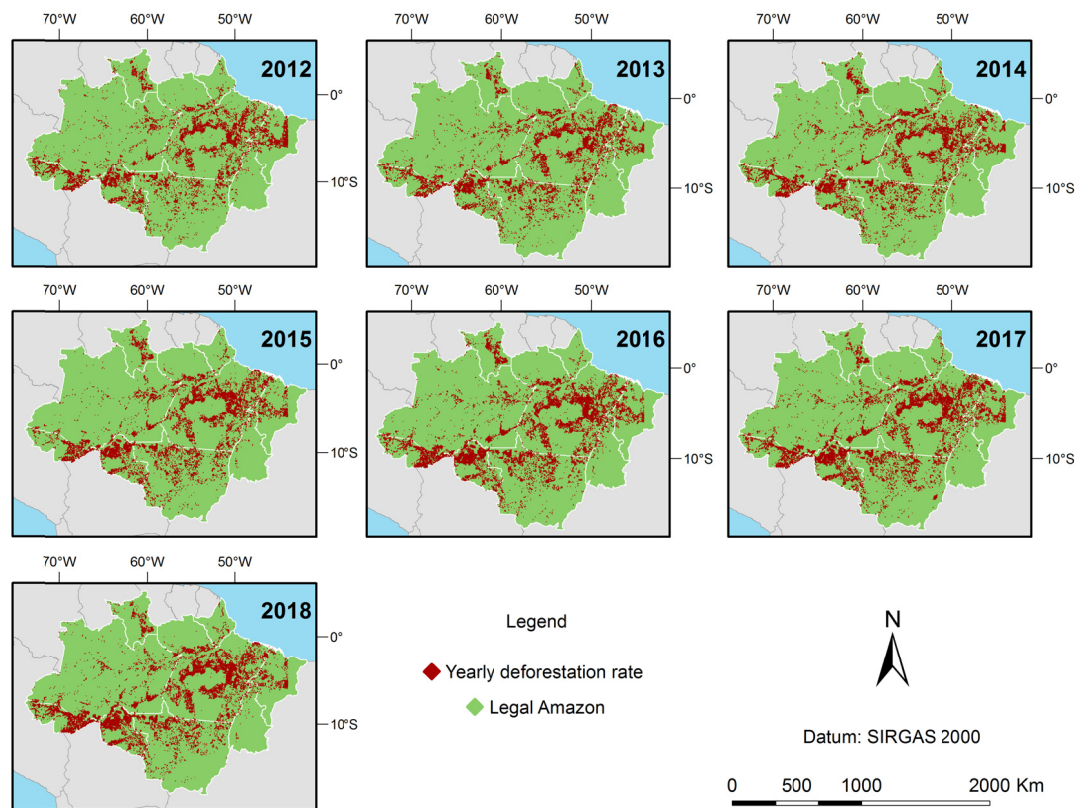 70°W 60°W 50°W
70°W 60°W 50°W
70°W 60°W 50°W
2012
2013
2014
0°
0°
0°
10°S
10°S
10°S
70°W 60°W 50°W
70°W 60°W 50°W
70°W 60°W 50°W
2015
2016
2017
0°
0°
0°
10°S
10°S
10°S
70°W 60°W 50°W
2018
0°
10°S
Legend
Yearly deforestation rate
Legal Amazon
N
Datum: SIRGAS 2000
0 500 1000 2000 Km